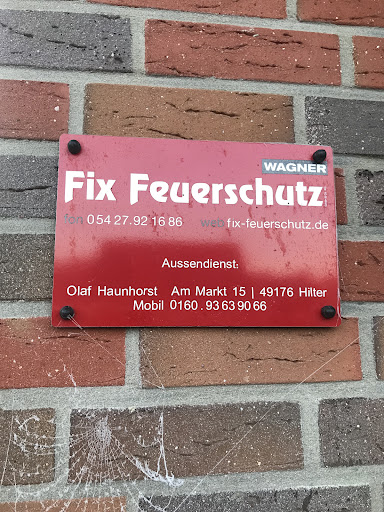 WAGNER
Fix Feuerschutz
fon 0 54 27.92 16 86 web fix-feuerschutz.de
Aussendienst:
Olaf Haunhorst Am Markt 15 | 49176 Hilter
Mobil 0160 . 93 63 90 66